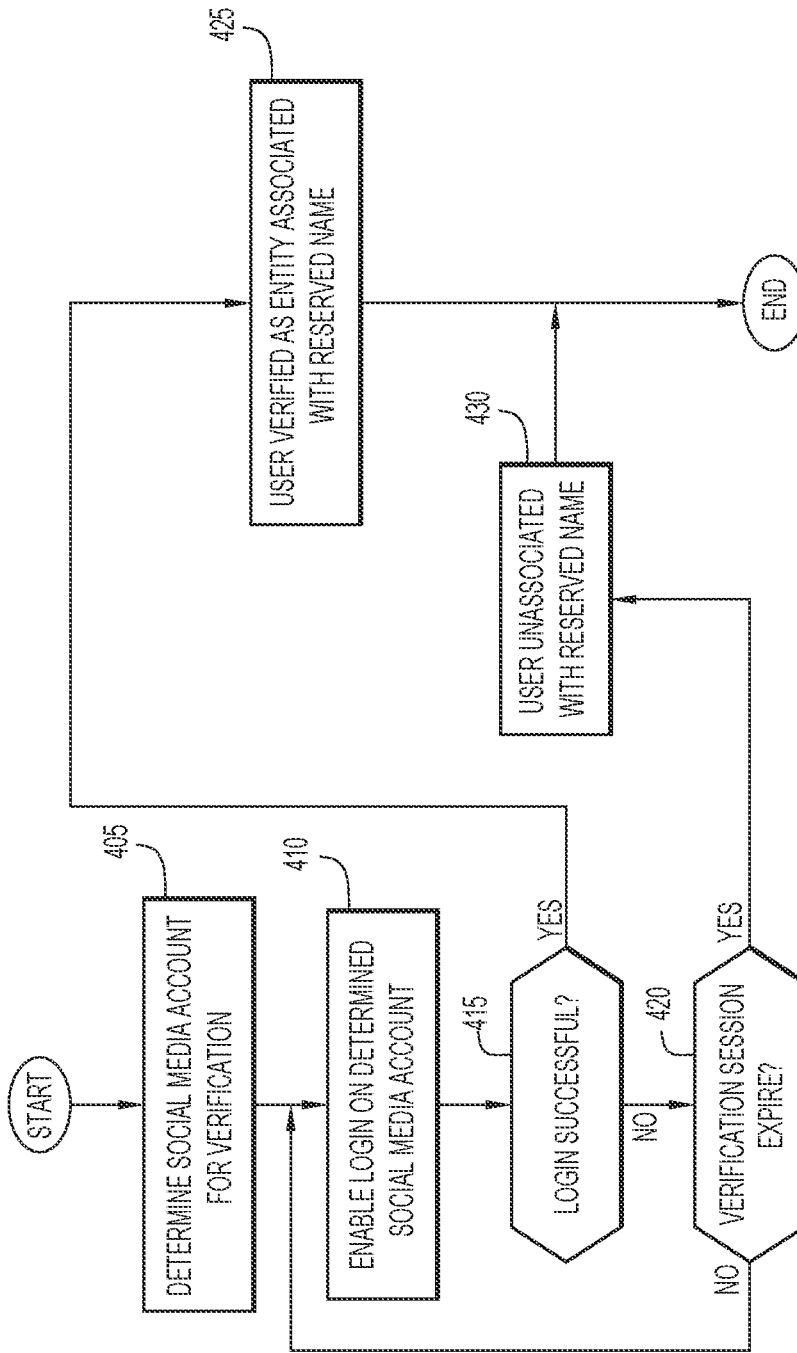 START
405
DETERMINE SOCIAL MEDIA ACCOUNT
FOR VERIFICATION
410
ENABLE LOGIN ON DETERMINED
SOCIAL MEDIA ACCOUNT
415
LOGIN SUCCESSFUL?
YES
NO
420
VERIFICATION SESSION
EXPIRE?
YES
NO
425
USER VERIFIED AS ENTITY ASSOCIATED
WITH RESERVED NAME
430
USER UNASSOCIATED
WITH RESERVED NAME
END